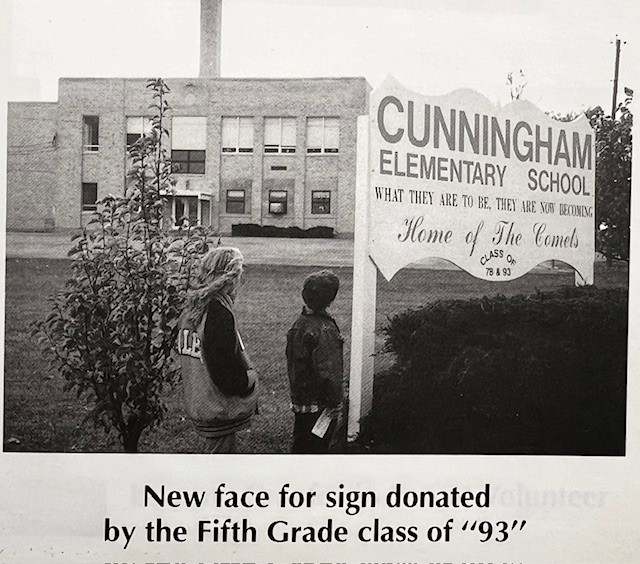 CUNNINGHAM
ELEMENTARY SCHOOL
WHAT THEY ARE TO BE, THEY ARE NOW BECOMING
Home of The Comets
CLASS OF
78 & 93
New face for sign donated
by the Fifth Grade class of "93"
Volunteer